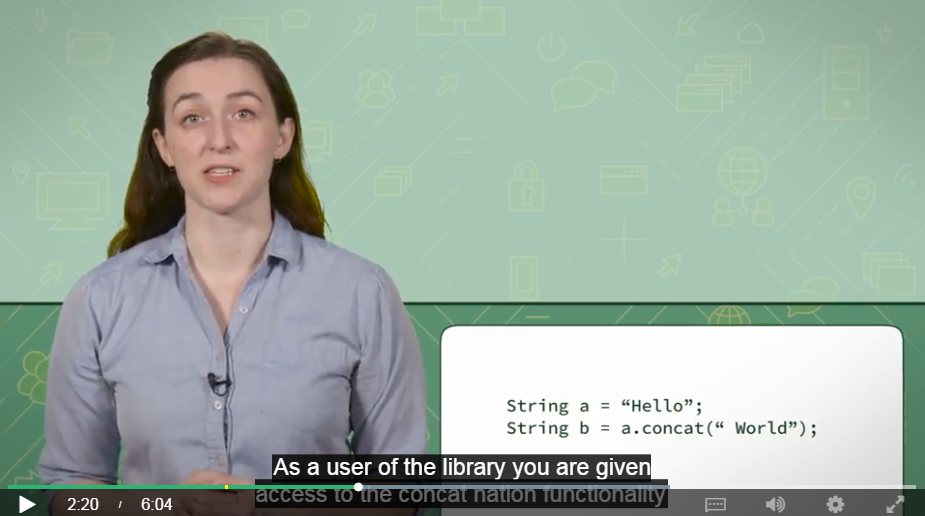 String a = “Hello”;
String b = a.concat(“ World”);
As a user of the library you are given
access to the concat nation functionality
2:20 / 6:04